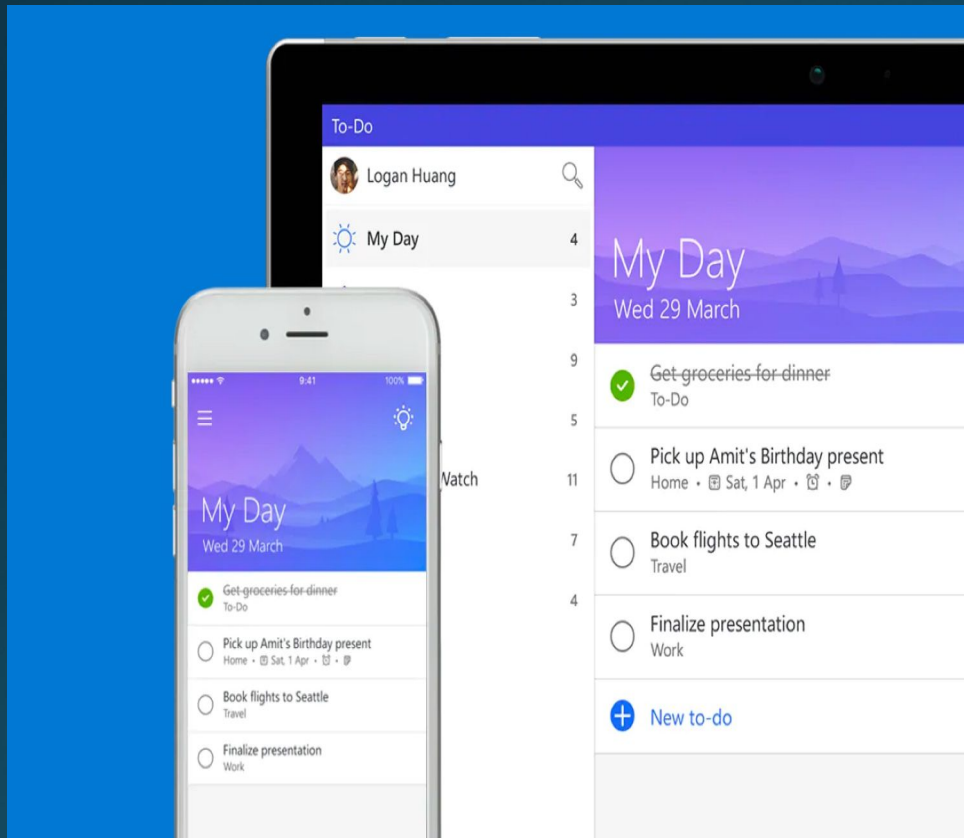 To-Do
Logan Huang
My Day 4
3
9
5
Watch 11
7
4
My Day
Wed 29 March
Get groceries for dinner
To-Do
Pick up Amit's Birthday present
Home • Sat, 1 Apr • •
Book flights to Seattle
Travel
Finalize presentation
Work
New to-do
9:41 100%
My Day
Wed 29 March
Get groceries for dinner
To-Do
Pick up Amit's Birthday present
Home • Sat, 1 Apr • •
Book flights to Seattle
Travel
Finalize presentation
Work